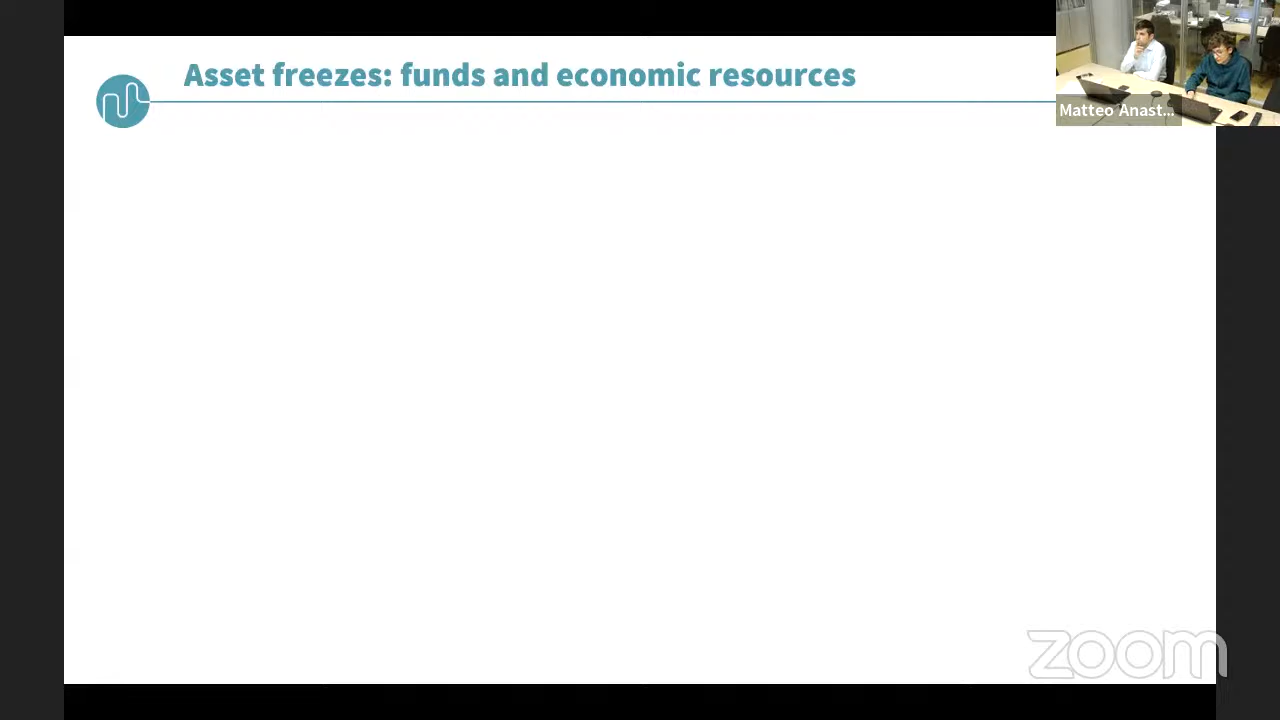 Asset freezes: funds and economic resources
Matteo Anast...
zoom